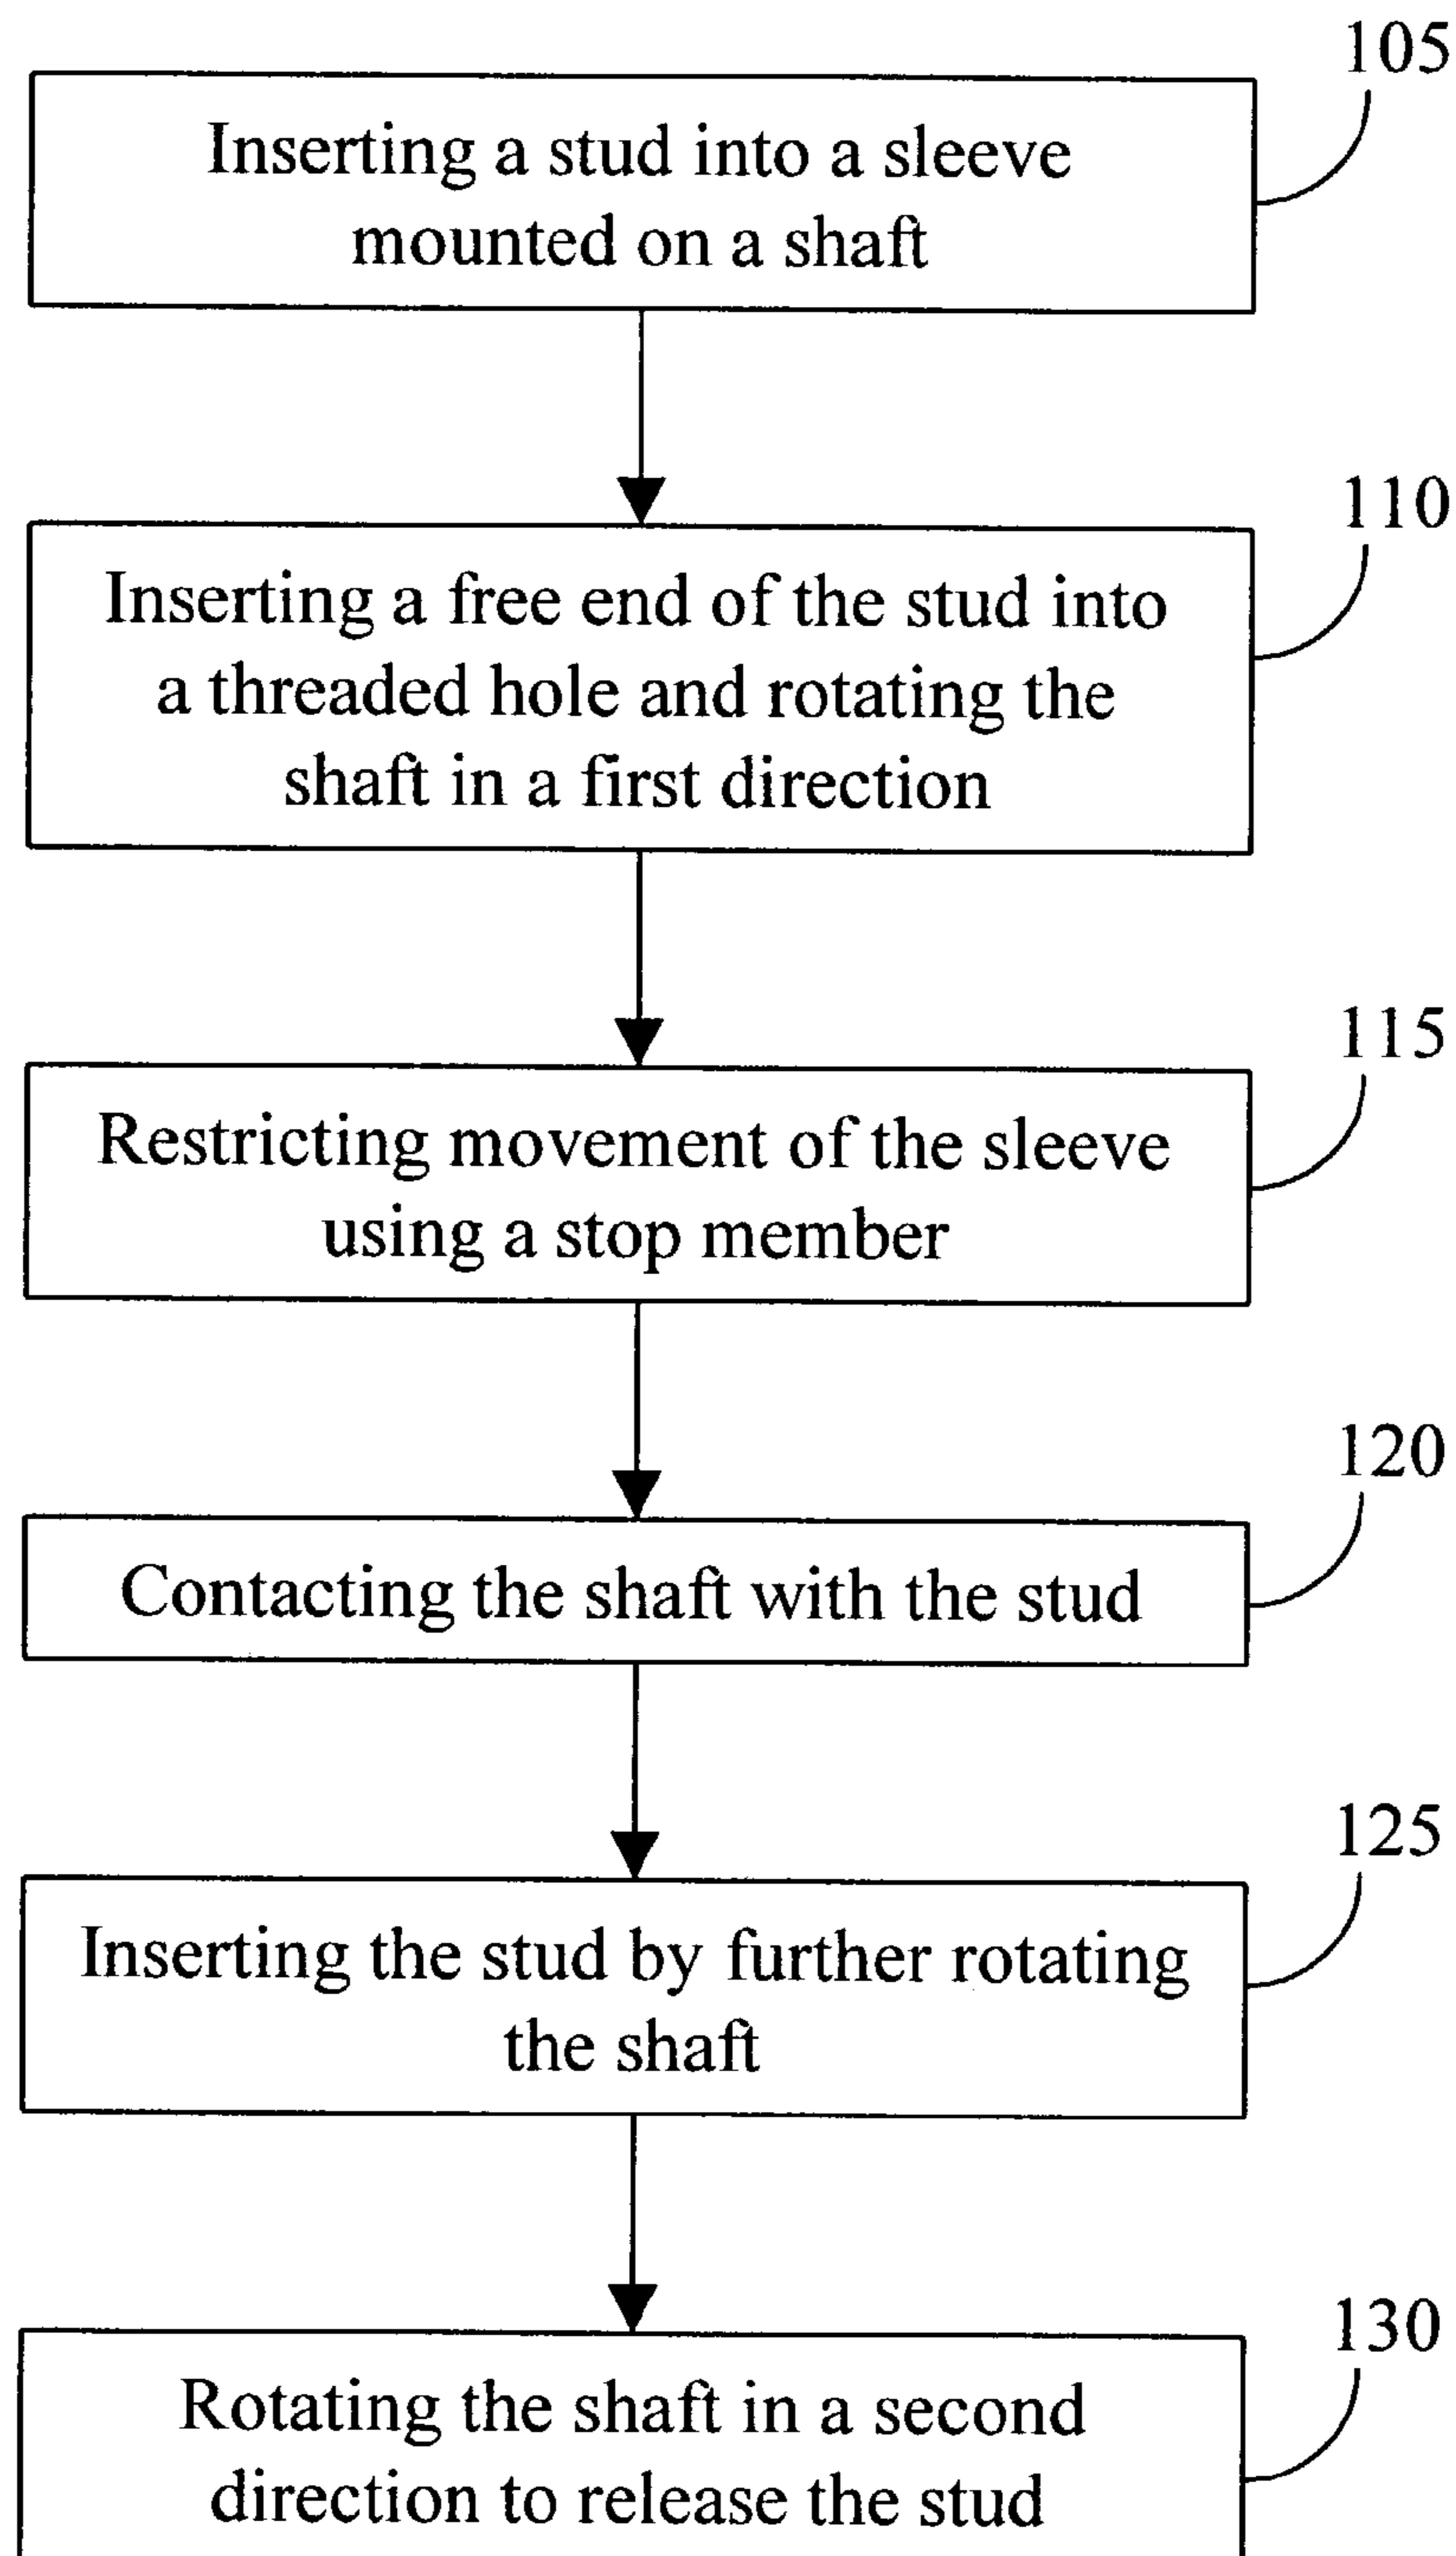 105
Inserting a stud into a sleeve
mounted on a shaft
110
Inserting a free end of the stud into
a threaded hole and rotating the
shaft in a first direction
115
Restricting movement of the sleeve
using a stop member
120
Contacting the shaft with the stud
125
Inserting the stud by further rotating
the shaft
130
Rotating the shaft in a second
direction to release the stud